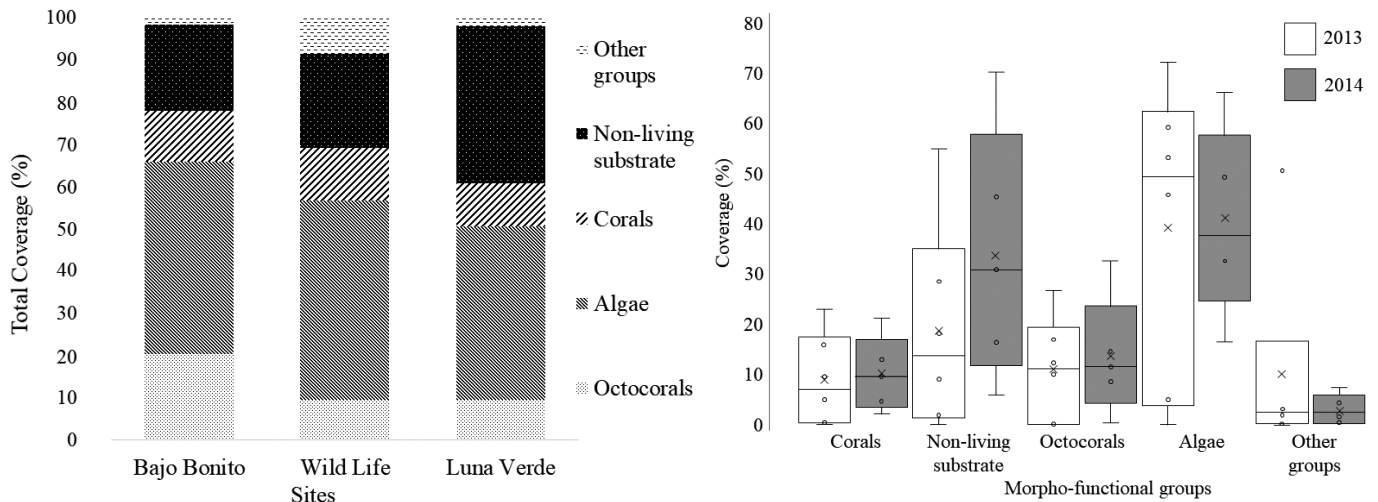 100
90
80
70
60
50
40
30
20
10
0
Total Coverage (%)
Bajo Bonito
Wild Life
Luna Verde
Sites
Other
groups
Non-living
substrate
Corals
Algae
Octocorals
80
70
60
50
40
30
20
10
0
Coverage (%)
2013
2014
Corals
Non-living
substrate
Octocorals
Algae
Other
groups
Morpho-functional groups